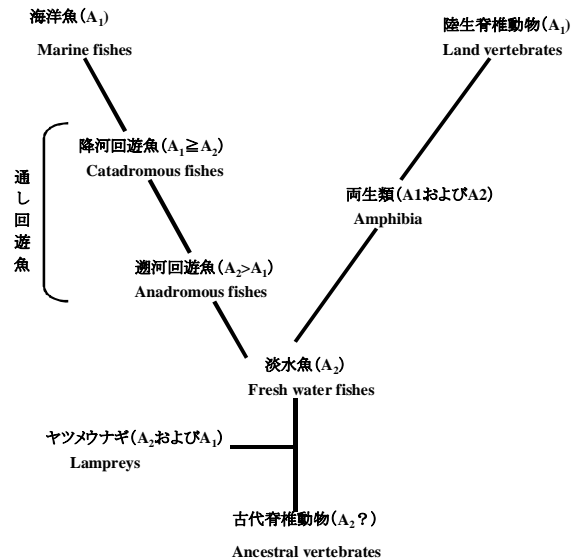 海洋魚(A₁)
Marine fishes
陸生脊椎動物(A₁)
Land vertebrates
降河回遊魚(A₁≧A₂)
Catadromous fishes
通し回遊魚
両生類(A1およびA2)
Amphibia
遡河回遊魚(A₂>A₁)
Anadromous fishes
淡水魚(A₂)
Fresh water fishes
ヤツメウナギ(A₂およびA₁)
Lampreys
古代脊椎動物(A₂?)
Ancestral vertebrates